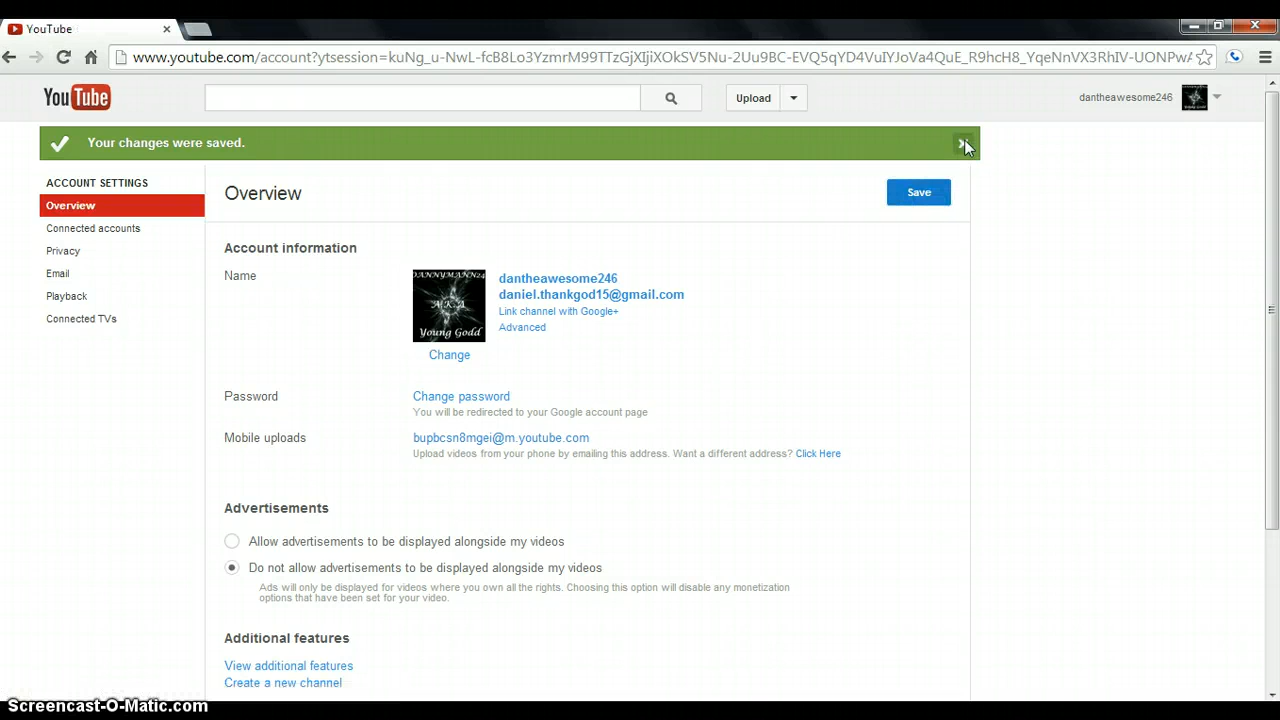 YouTube
www.youtube.com/account?ytsession=kuNg_u-NwL-fcB8Lo3YzmvM99TTzGjXIjiXOkSV5Nu-2Uu9BC-EVQ5qYD4VuIYJoVa4QuE_R9hcH8_YqeNnVX3RhIV-UONPwA
YouTube
Upload
dantheawesome246
Your changes were saved.
ACCOUNT SETTINGS
Overview
Connected accounts
Privacy
Email
Playback
Connected TVs
Overview
Save
Account information
Name
DANNYMANN24
A.K.A
Young Godd
dantheawesome246
daniel.thankgod15@gmail.com
Link channel with Google+
Advanced
Change
Password
Change password
You will be redirected to your Google account page
Mobile uploads
bupbcsn8mgei@m.youtube.com
Upload videos from your phone by emailing this address. Want a different address? Click Here
Advertisements
Allow advertisements to be displayed alongside my videos
Do not allow advertisements to be displayed alongside my videos
Ads will only be displayed for videos where you own all the rights. Choosing this option will disable any monetization
options that have been set for your video.
Additional features
View additional features
Create a new channel
Screencast-O-Matic.com